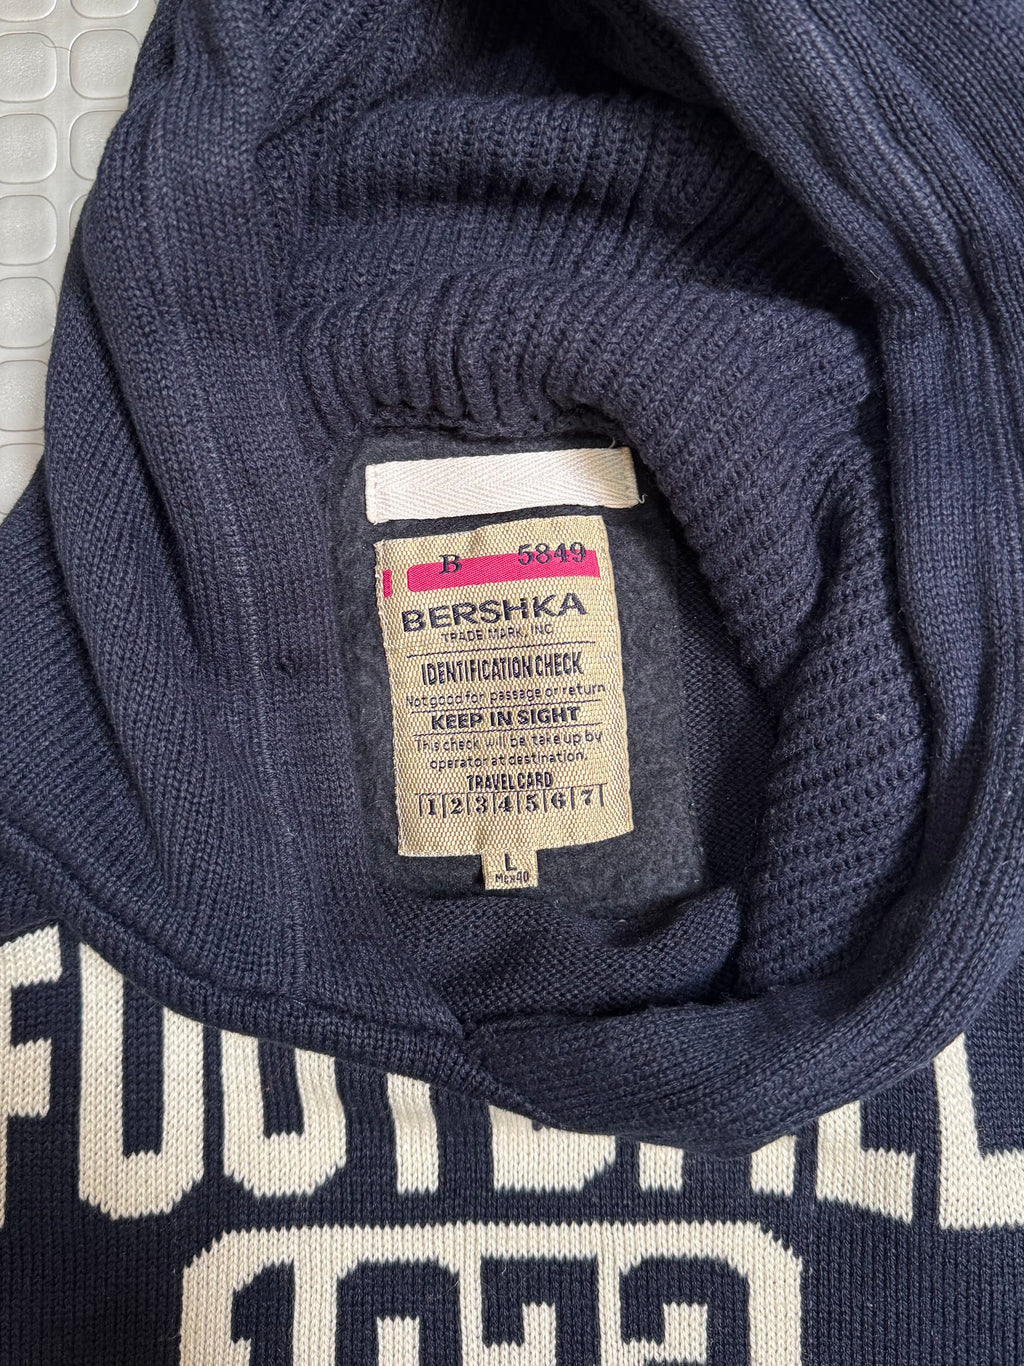 B 5849
BERSHKA
TRADE MARK, INC
IDENTIFICATION CHECK
Not good for passage or return
KEEP IN SIGHT
This check will be take up by
operator at destination.
TRAVEL CARD
|1|2|3|4|5|6|7|
L
Mex40
FOOTBALL